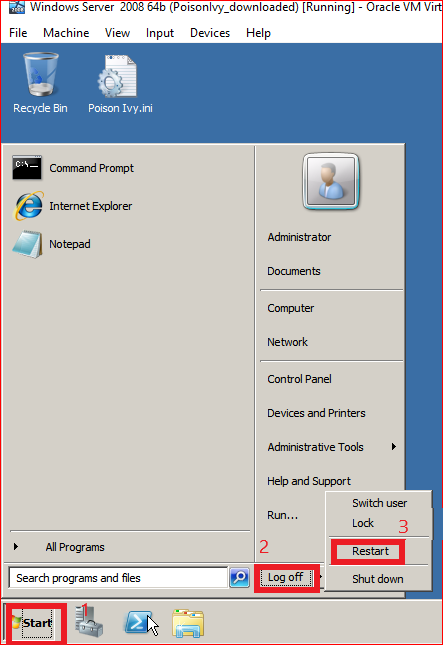 Windows Server 2008 64b (PoisonIvy_downloaded) [Running] - Oracle VM Virt
File Machine View Input Devices Help
Recycle Bin
Poison Ivy.ini
Command Prompt
Internet Explorer
Notepad
Administrator
Documents
Computer
Network
Control Panel
Devices and Printers
Administrative Tools
Help and Support
Run...
All Programs
Search programs and files
2
Log off
Switch user
Lock
3
Restart
Shut down
Start
1